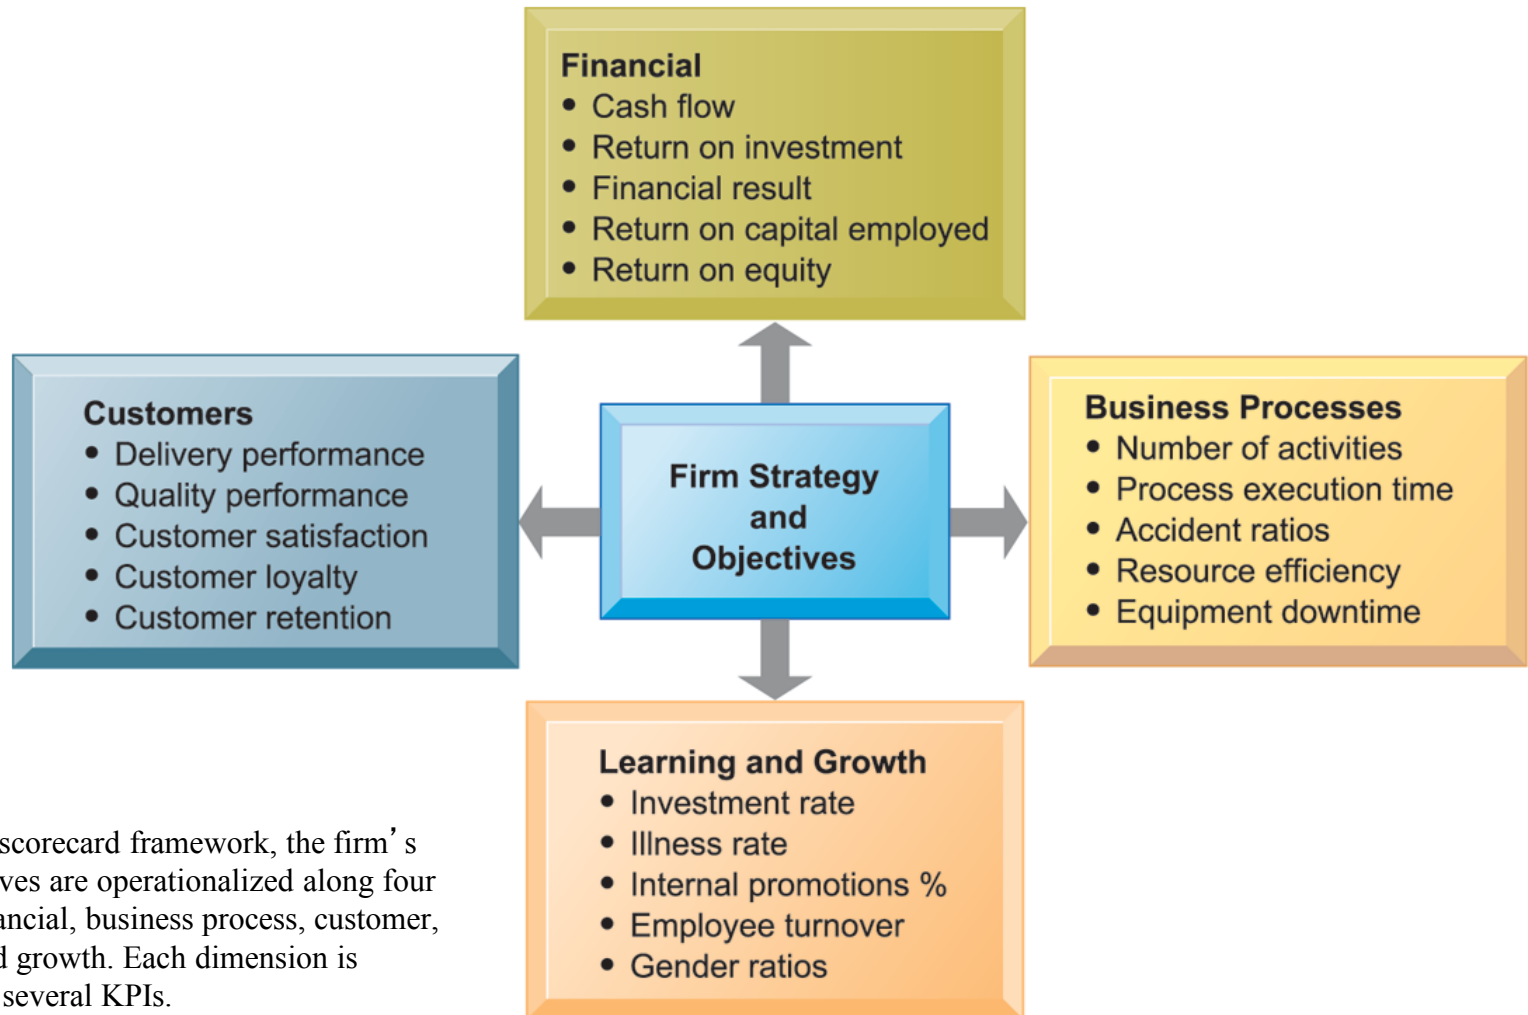 Financial
• Cash flow
• Return on investment
• Financial result
• Return on capital employed
• Return on equity
Customers
• Delivery performance
• Quality performance
• Customer satisfaction
• Customer loyalty
• Customer retention
Firm Strategy
and
Objectives
Business Processes
• Number of activities
• Process execution time
• Accident ratios
• Resource efficiency
• Equipment downtime
Learning and Growth
• Investment rate
• Illness rate
• Internal promotions %
• Employee turnover
• Gender ratios
scorecard framework, the firm’s
are operationalized along four
business process, customer,
growth. Each dimension is
several KPIs.